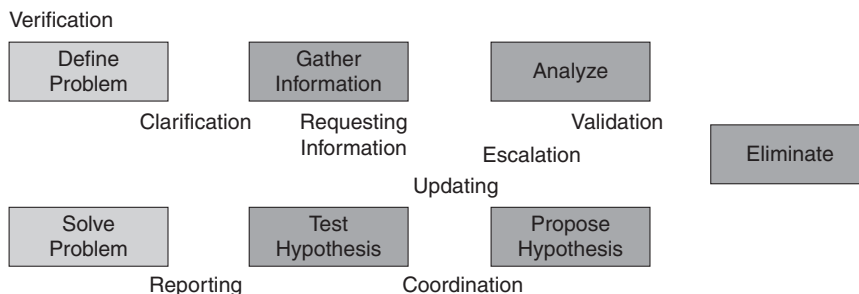 Verification
Define
Problem
Gather
Information
Analyze
Clarification
Requesting
Information
Validation
Escalation
Eliminate
Updating
Solve
Problem
Test
Hypothesis
Propose
Hypothesis
Reporting
Coordination